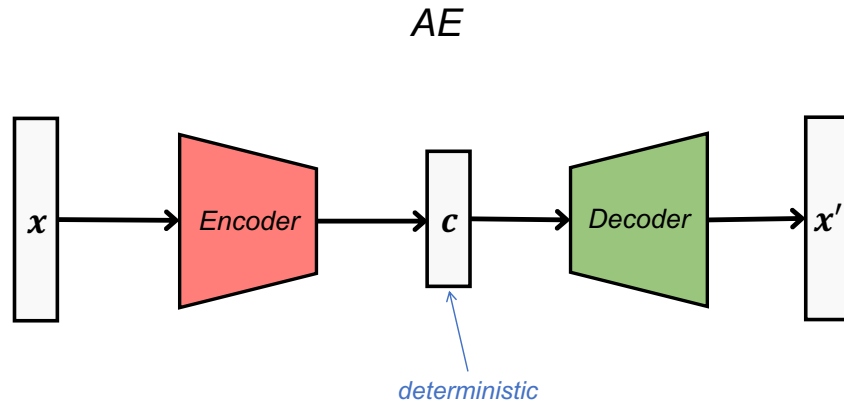 AE
x
Encoder
c
Decoder
x′
deterministic